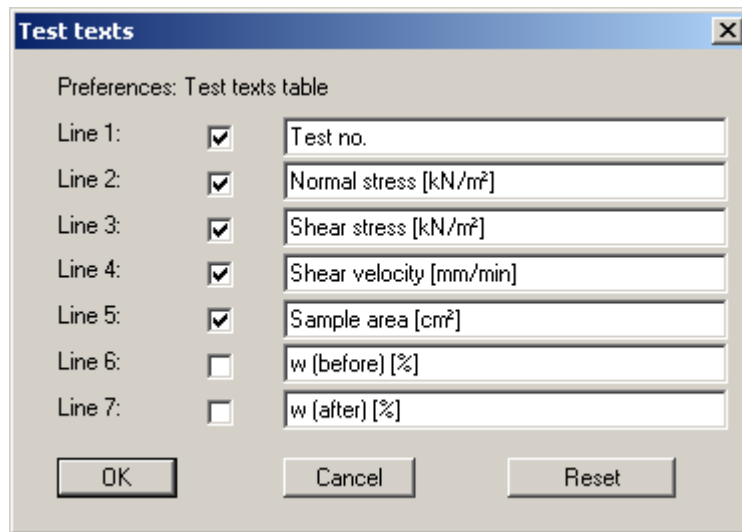 Test texts
Preferences: Test texts table
Line 1: Test no.
Line 2: Normal stress [kN/m²]
Line 3: Shear stress [kN/m²]
Line 4: Shear velocity [mm/min]
Line 5: Sample area [cm²]
Line 6: w (before) [%]
Line 7: w (after) [%]
OK Cancel Reset